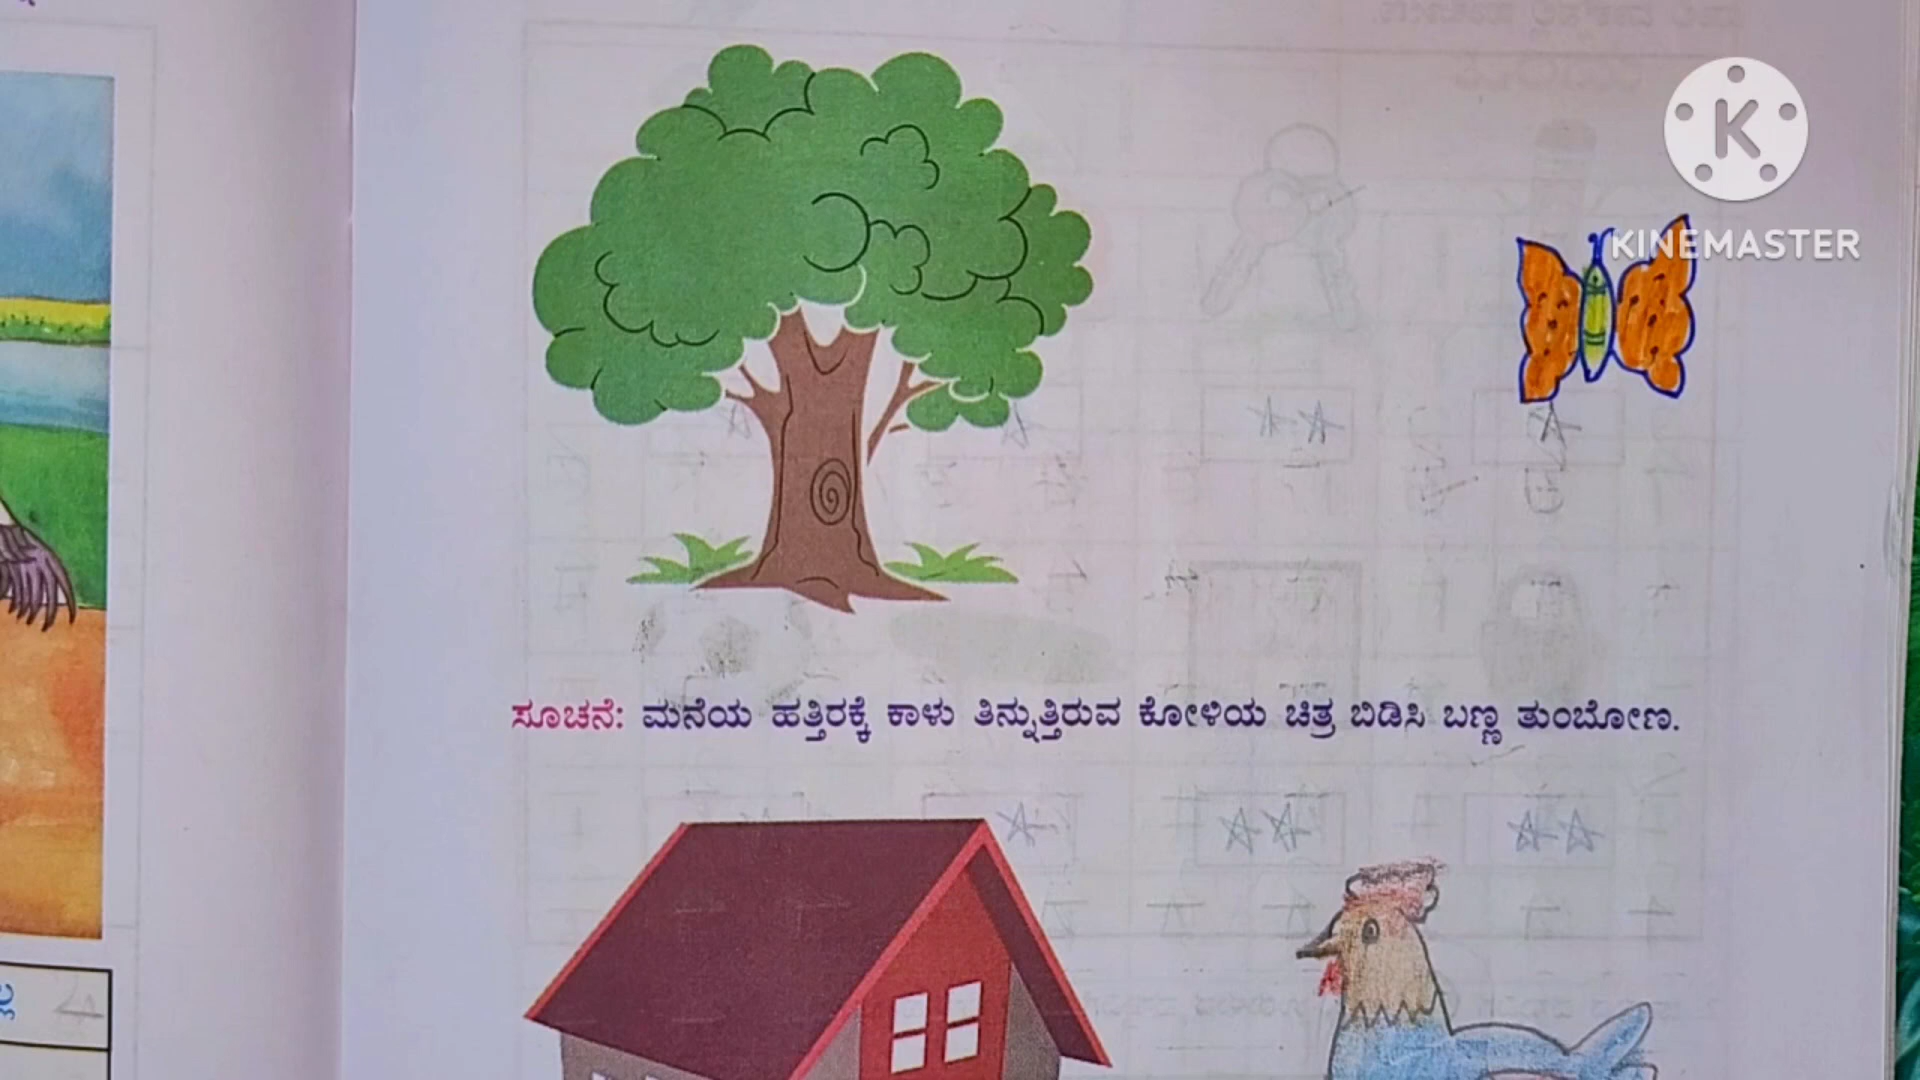 K
KINEMASTER
ಸೂಚನೆ: ಮನೆಯ ಹತ್ತಿರಕ್ಕೆ ಕಾಳು ತಿನ್ನುತ್ತಿರುವ ಕೋಳಿಯ ಚಿತ್ರ ಬಿಡಿಸಿ ಬಣ್ಣ ತುಂಬೋಣ.